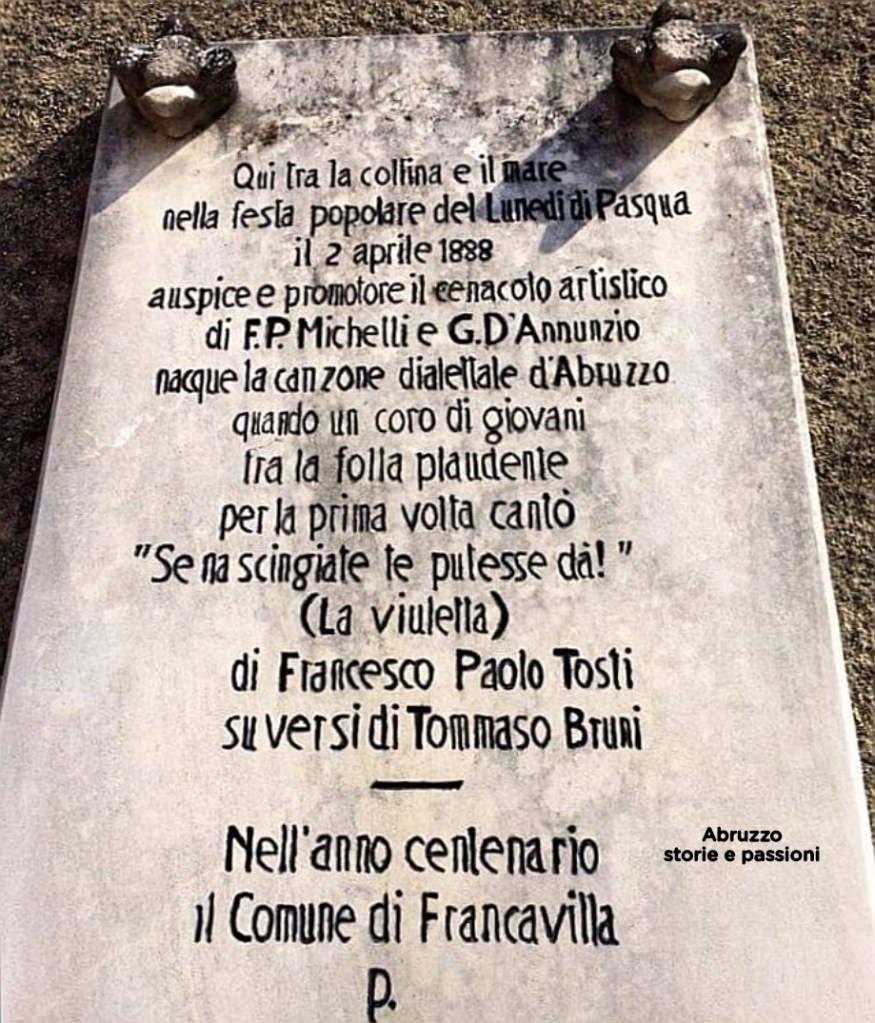 Qui tra la collina e il mare
nella festa popolare del Lunedi di Pasqua
il 2 aprile 1888
auspice e promotore il cenacolo artistico
di F.P. Michelli e G.D'Annunzio
nacque la canzone dialettale d'Abruzzo
quando un coro di giovani
tra la folla plaudente
per la prima volta cantò
"Se na scingiate te putesse dà!"
(La viuletta)
di Francesco Paolo Tosti
su versi di Tommaso Bruni
Nell'anno centenario
il Comune di Francavilla
p.
Abruzzo
storie e passioni